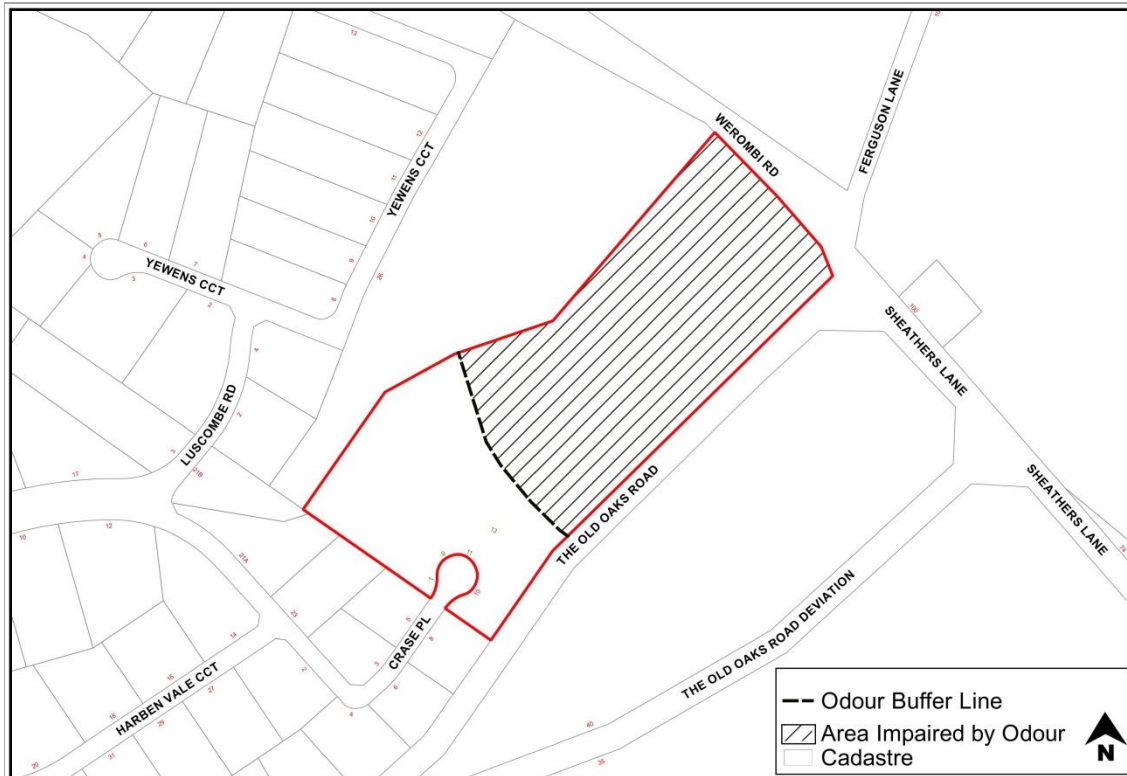 13
12
11
10
9
8
26
YEWENS CCT
WEROMBI RD
FERGUSON LANE
5
4
3
6
7
2
YEWENS CCT
4
2
3
LUSCOMBE RD
21B
17
12
10
21A
23
100
SHEATHERS LANE
SHEATHERS LANE
THE OLD OAKS ROAD
THE OLD OAKS ROAD DEVIATION
13
11
9
7
10
5
8
3
6
CRASE PL
2
4
14
16
27
18
29
31
20
HARBEN VALE CCT
40
38
Odour Buffer Line
Area Impaired by Odour
Cadastre
N